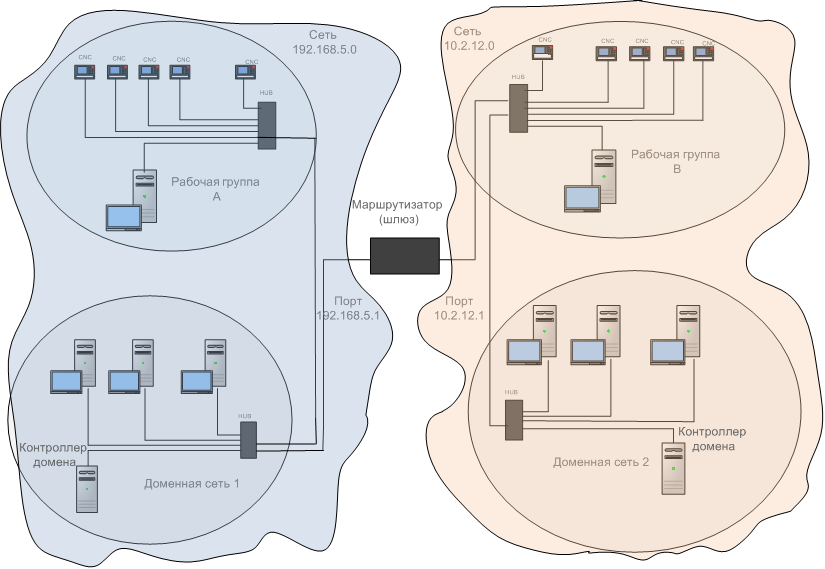 Сеть
192.168.5.0
Сеть
10.2.12.0
CNC
CNC
CNC
CNC
CNC
CNC
CNC
CNC
CNC
CNC
HUB
HUB
Рабочая группа
A
Рабочая группа
B
Маршрутизатор
(шлюз)
Порт
192.168.5.1
Порт
10.2.12.1
HUB
HUB
Контроллер
домена
Доменная сеть 1
Контроллер
домена
Доменная сеть 2